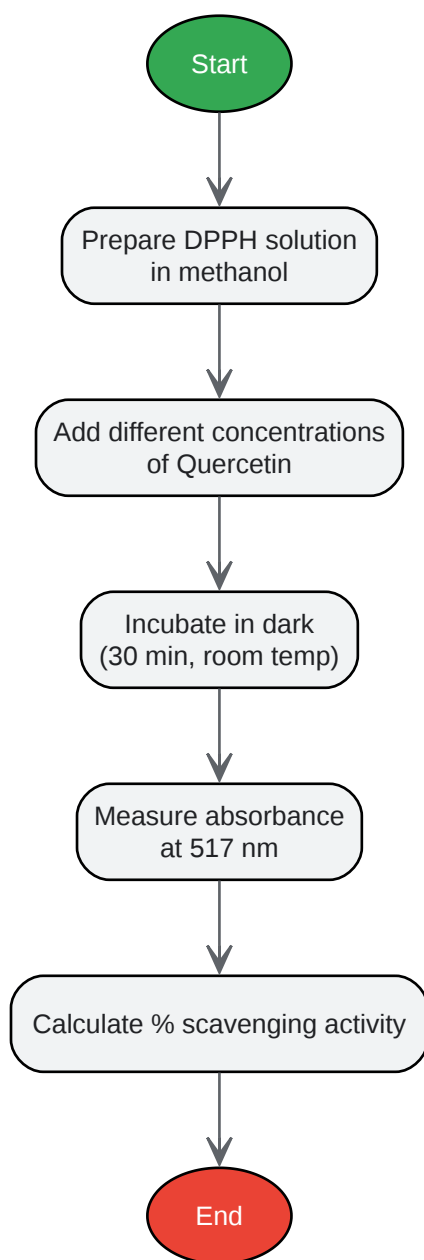 Start
Prepare DPPH solution
in methanol
Add different concentrations
of Quercetin
Incubate in dark
(30 min, room temp)
Measure absorbance
at 517 nm
Calculate % scavenging activity
End